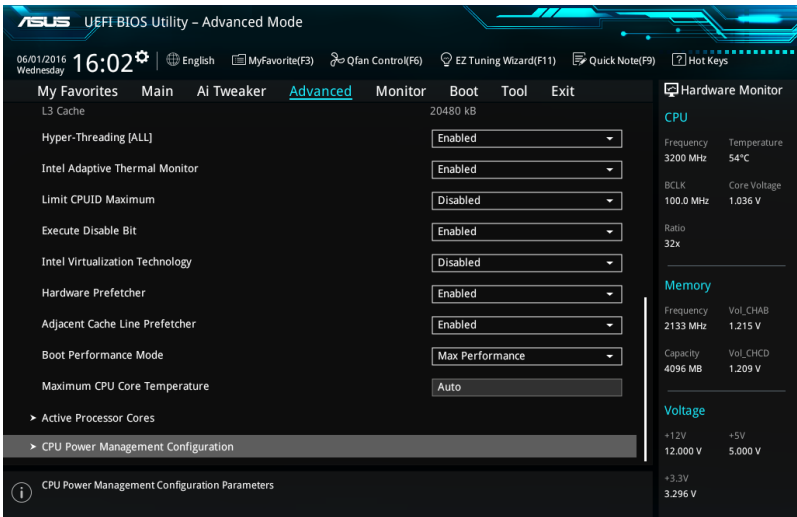 ASUS UEFI BIOS Utility – Advanced Mode
06/01/2016
Wednesday
16:02
English
MyFavorite(F3)
Qfan Control(F6)
EZ Tuning Wizard(F11)
Quick Note(F9)
? Hot Keys
My Favorites Main Ai Tweaker Advanced Monitor Boot Tool Exit
L3 Cache 20480 kB
Hyper-Threading [ALL] Enabled
Intel Adaptive Thermal Monitor Enabled
Limit CPUID Maximum Disabled
Execute Disable Bit Enabled
Intel Virtualization Technology Disabled
Hardware Prefetcher Enabled
Adjacent Cache Line Prefetcher Enabled
Boot Performance Mode Max Performance
Maximum CPU Core Temperature Auto
> Active Processor Cores
> CPU Power Management Configuration
i CPU Power Management Configuration Parameters
Hardware Monitor
CPU
Frequency Temperature
3200 MHz 54°C
BCLK Core Voltage
100.0 MHz 1.036 V
Ratio
32x
Memory
Frequency Vol_CHAB
2133 MHz 1.215 V
Capacity Vol_CHCD
4096 MB 1.209 V
Voltage
+12V +5V
12.000 V 5.000 V
+3.3V
3.296 V